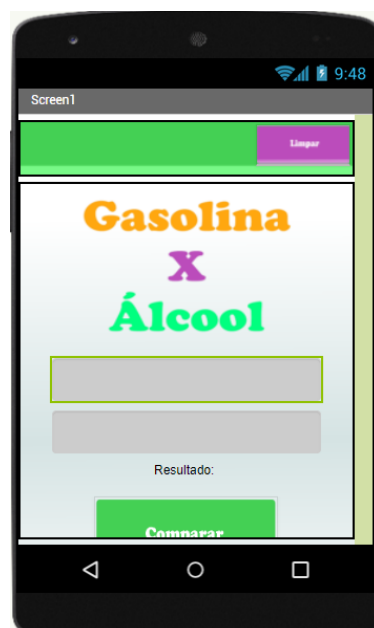 9:48
Screen1
Limpar
Gasolina
X
Álcool
Resultado:
Comparar